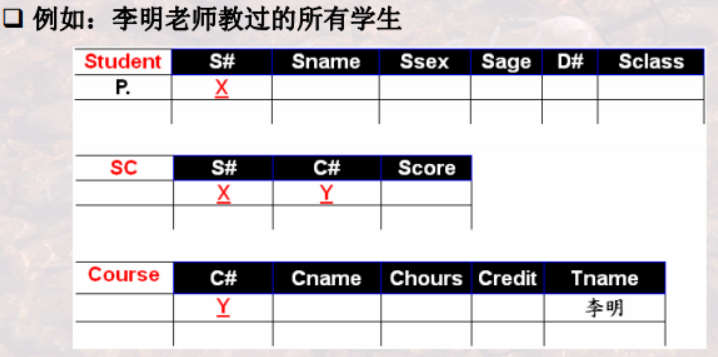 ❑ 例如：李明老师教过的所有学生
Student S# Sname Ssex Sage D# Sclass
P. X
SC S# C# Score
X Y
Course C# Cname Chours Credit Tname
Y 李明